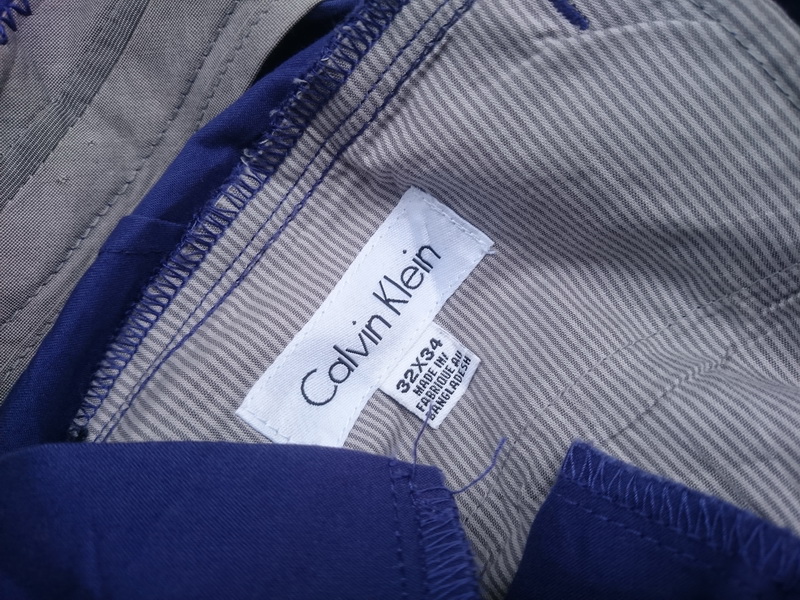 Calvin Klein
32X34
MADE IN/
FABRIQUE AU
BANGLADESH